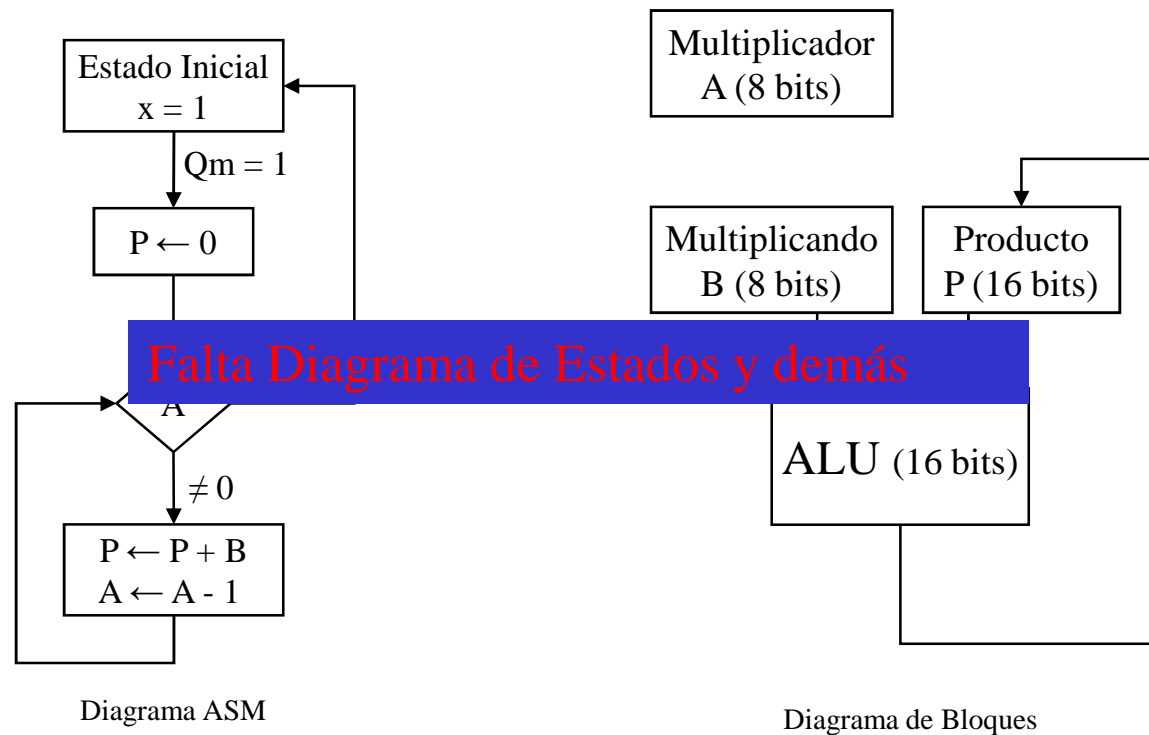 Estado Inicial
x = 1
Qm = 1
P ← 0
Falta Diagrama de Estados y demás
A
≠ 0
P ← P + B
A ← A - 1
Diagrama ASM
Multiplicador
A (8 bits)
Multiplicando
B (8 bits)
Producto
P (16 bits)
ALU (16 bits)
Diagrama de Bloques